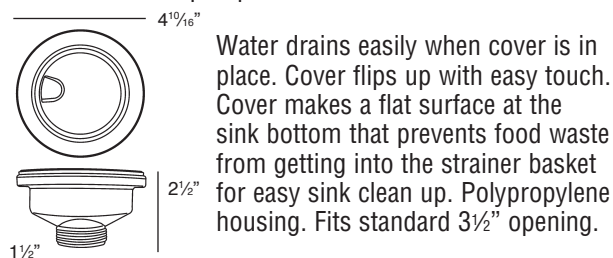 4 10/16”
Water drains easily when cover is in
place. Cover flips up with easy touch.
Cover makes a flat surface at the
sink bottom that prevents food waste
from getting into the strainer basket
for easy sink clean up. Polypropylene
housing. Fits standard 3½” opening.
2½”
1½”